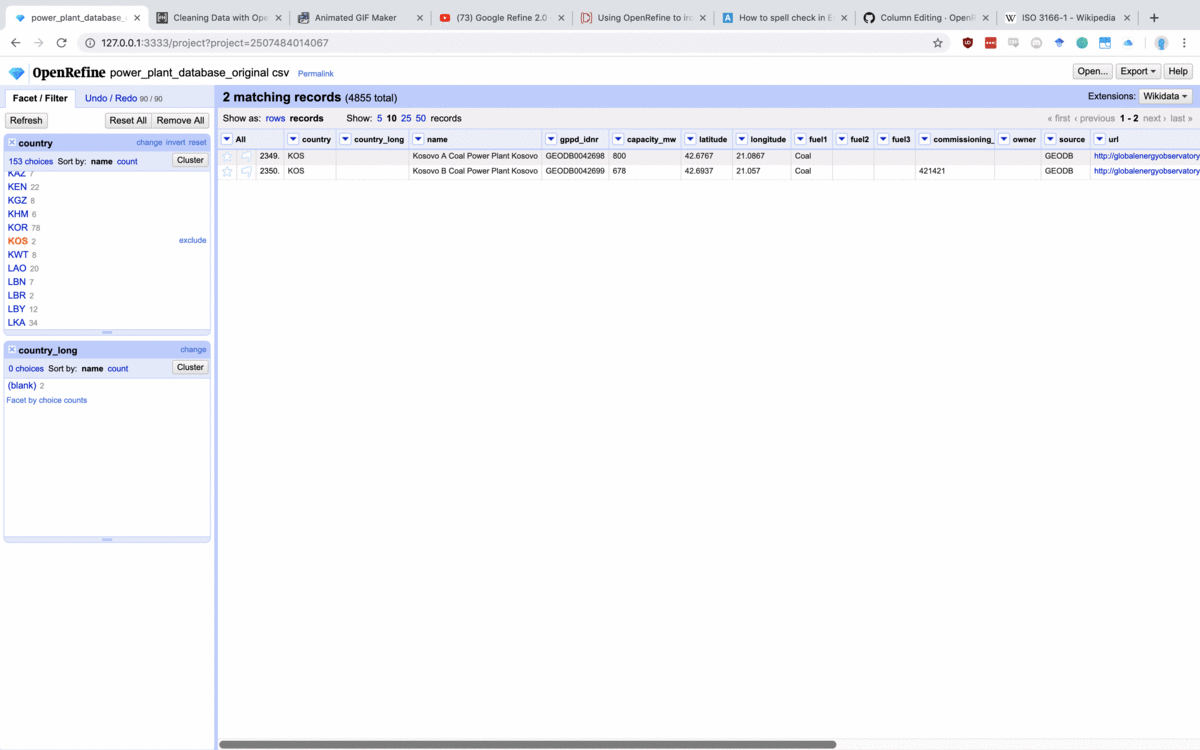 power_plant_database_ Cleaning Data with Ope Animated GIF Maker (73) Google Refine 2.0 Using OpenRefine to in How to spell check in E Column Editing · OpenR ISO 3166-1 - Wikipedia
127.0.0.1:3333/project?project=2507484014067
OpenRefine power_plant_database_original csv Permalink Open... Export Help
Facet / Filter Undo / Redo 90 / 90 2 matching records (4855 total) Extensions: Wikidata
Refresh Reset All Remove All Show as: rows records Show: 5 10 25 50 records « first ‹ previous 1 - 2 next › last »
country change invert reset All country country_long name gppd_idnr capacity_mw latitude longitude fuel1 fuel2 fuel3 commissioning_ owner source url
153 choices Sort by: name count Cluster 2349. KOS Kosovo A Coal Power Plant Kosovo GEODB0042698 800 42.6767 21.0867 Coal GEODB http://globalenergyobservatory
KAZ 7 2350. KOS Kosovo B Coal Power Plant Kosovo GEODB0042699 678 42.6937 21.057 Coal 421421 GEODB http://globalenergyobservatory
KEN 22
KGZ 8
KHM 6
KOR 78
KOS 2 exclude
KWT 8
LAO 20
LBN 7
LBR 2
LBY 12
LKA 34
country_long change
0 choices Sort by: name count Cluster
(blank) 2
Facet by choice counts